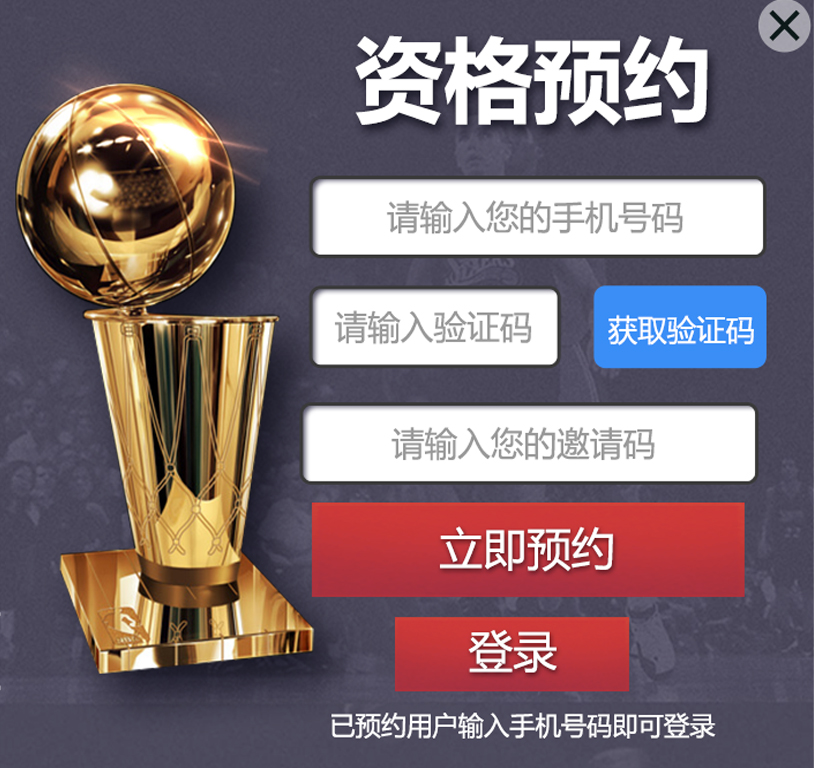 资格预约
请输入您的手机号码
请输入验证码
获取验证码
请输入您的邀请码
立即预约
登录
已预约用户输入手机号码即可登录